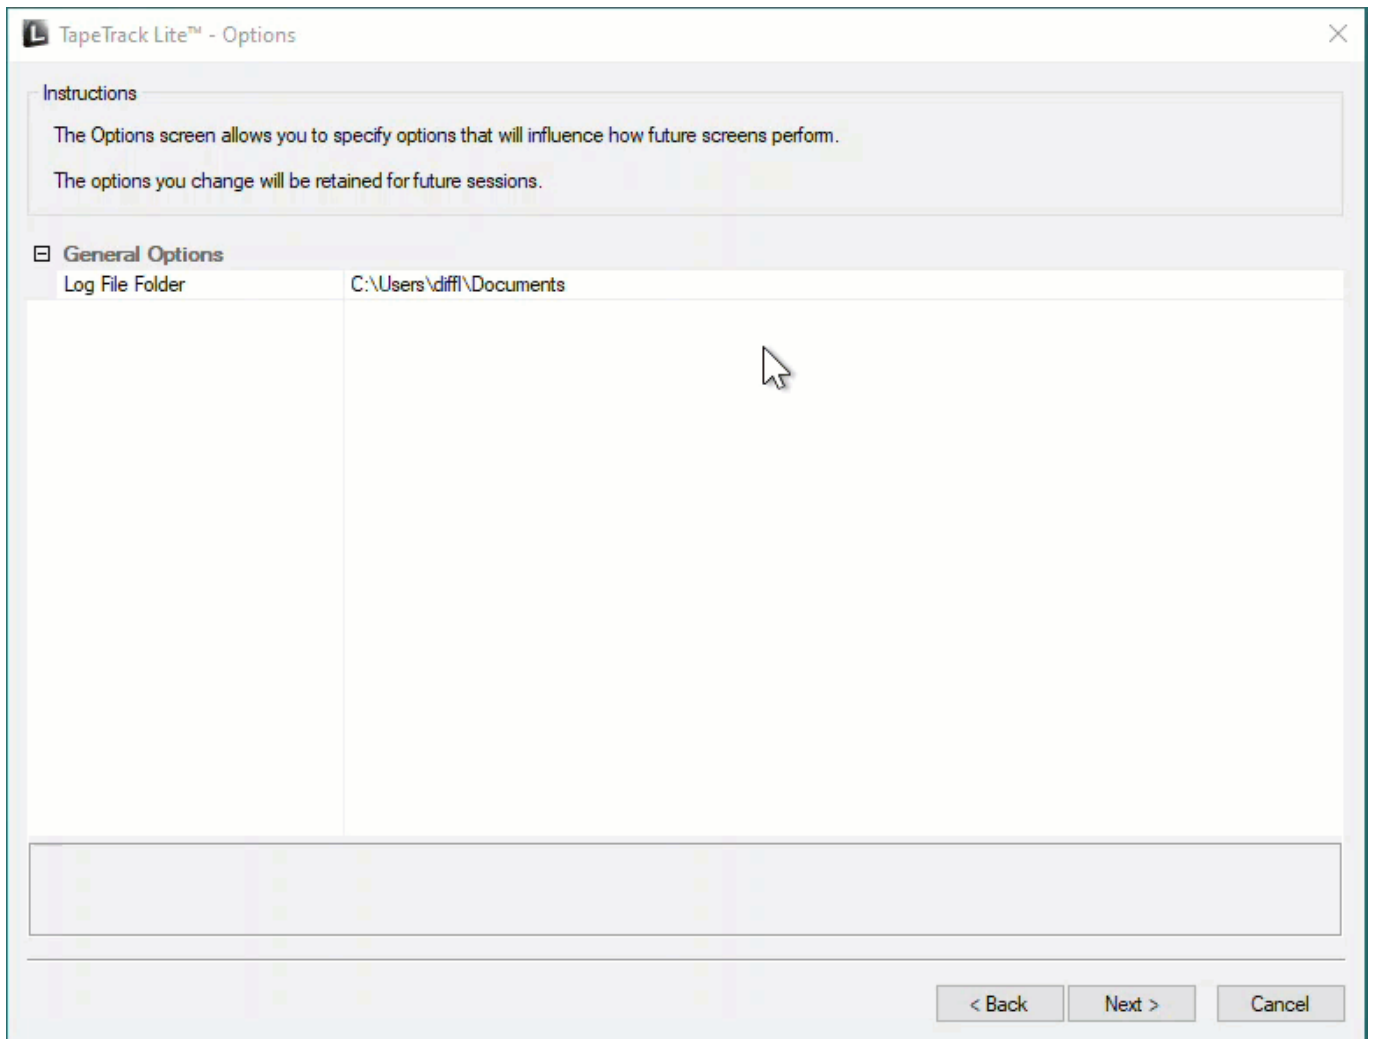 TapeTrack Lite™ - Options
Instructions
The Options screen allows you to specify options that will influence how future screens perform.
The options you change will be retained for future sessions.
General Options
Log File Folder C:\Users\diffl\Documents
< Back Next > Cancel